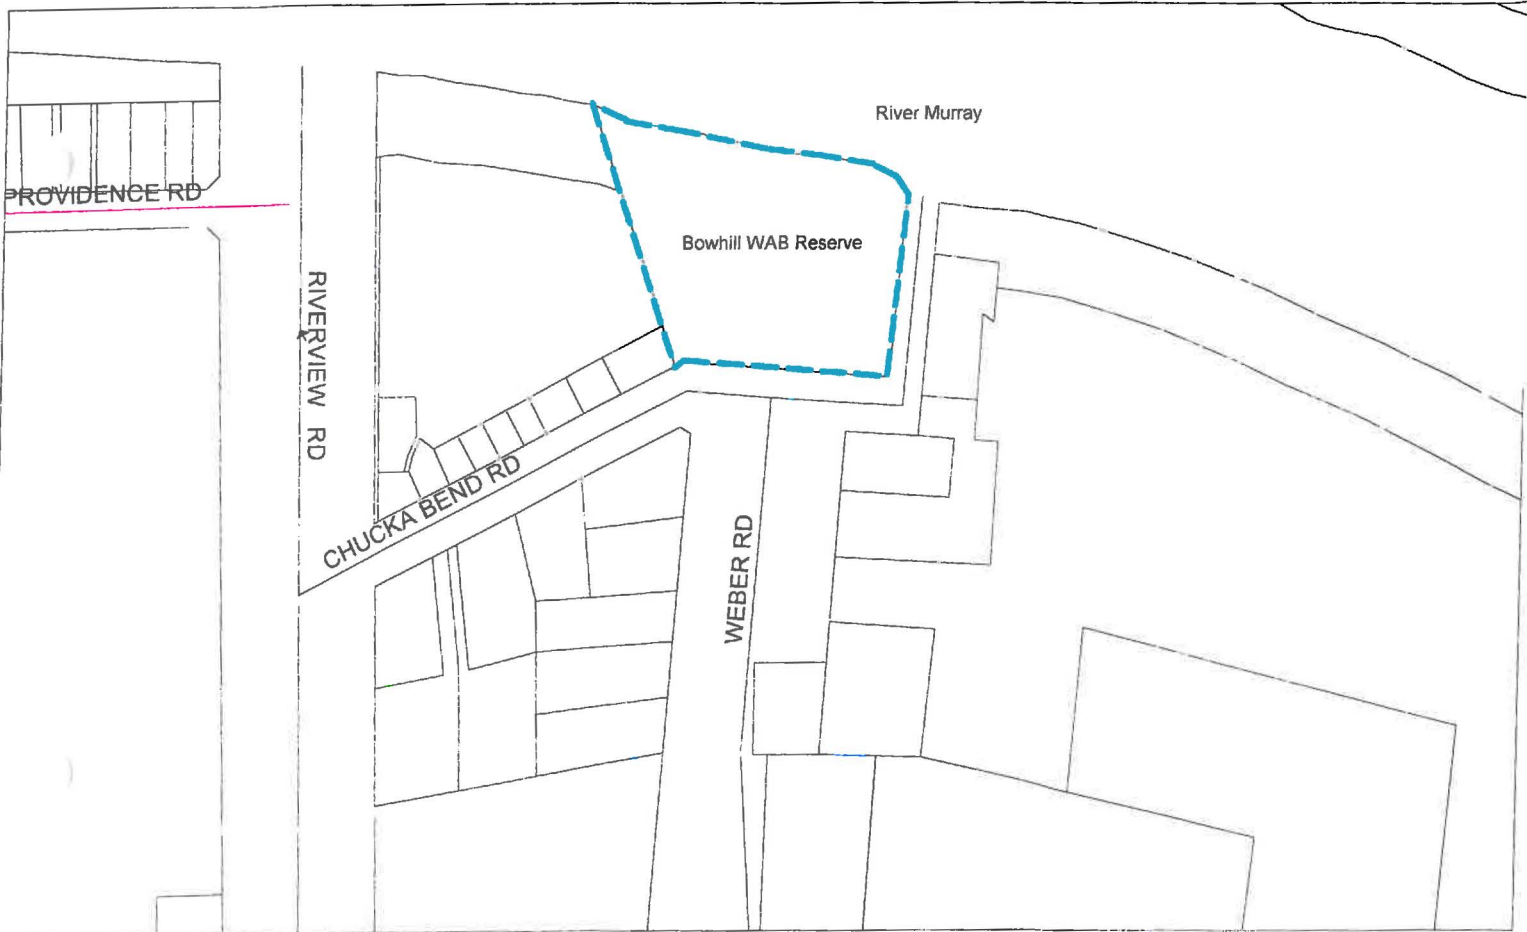 River Murray
PROVIDENCE RD
Bowhill WAB Reserve
RIVERVIEW RD
CHUCKA BEND RD
WEBER RD